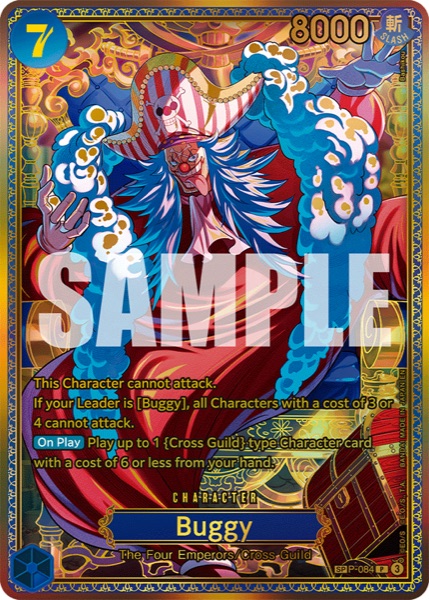 7
8000
斬
SLASH
SAMPLE
This Character cannot attack.
If your Leader is [Buggy], all Characters with a cost of 3 or
4 cannot attack.
On Play Play up to 1 {Cross Guild} type Character card
with a cost of 6 or less from your hand.
CHARACTER
Buggy
The Four Emperors/Cross Guild
SP P-084 P 3